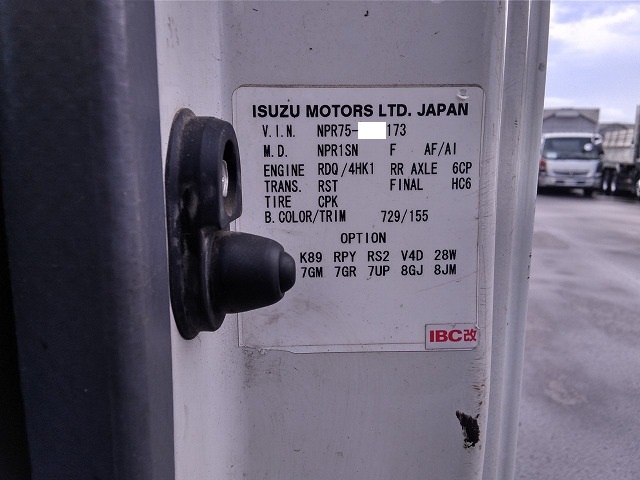 ISUZU MOTORS LTD. JAPAN
V.I.N. NPR75- 173
M.D. NPR1SN F AF/AI
ENGINE RDQ/4HK1 RR AXLE 6CP
TRANS. RST FINAL HC6
TIRE CPK
B.COLOR/TRIM 729/155
OPTION
K89 RPY RS2 V4D 28W
7GM 7GR 7UP 8GJ 8JM
IBC改